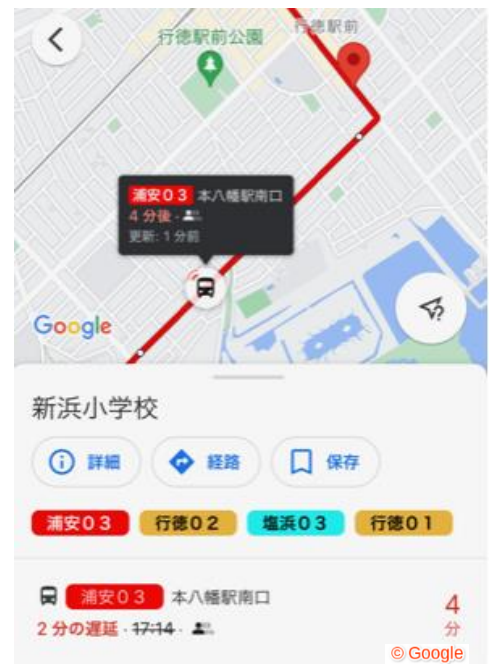 行徳駅前公園
行徳駅前
浦安03 本八幡駅南口
4 分後 ·
更新: 1 分前
Google
新浜小学校
詳細 経路 保存
浦安03 行徳02 塩浜03 行徳01
浦安03 本八幡駅南口 4
2 分の遅延 · 17:14 · 分
© Google